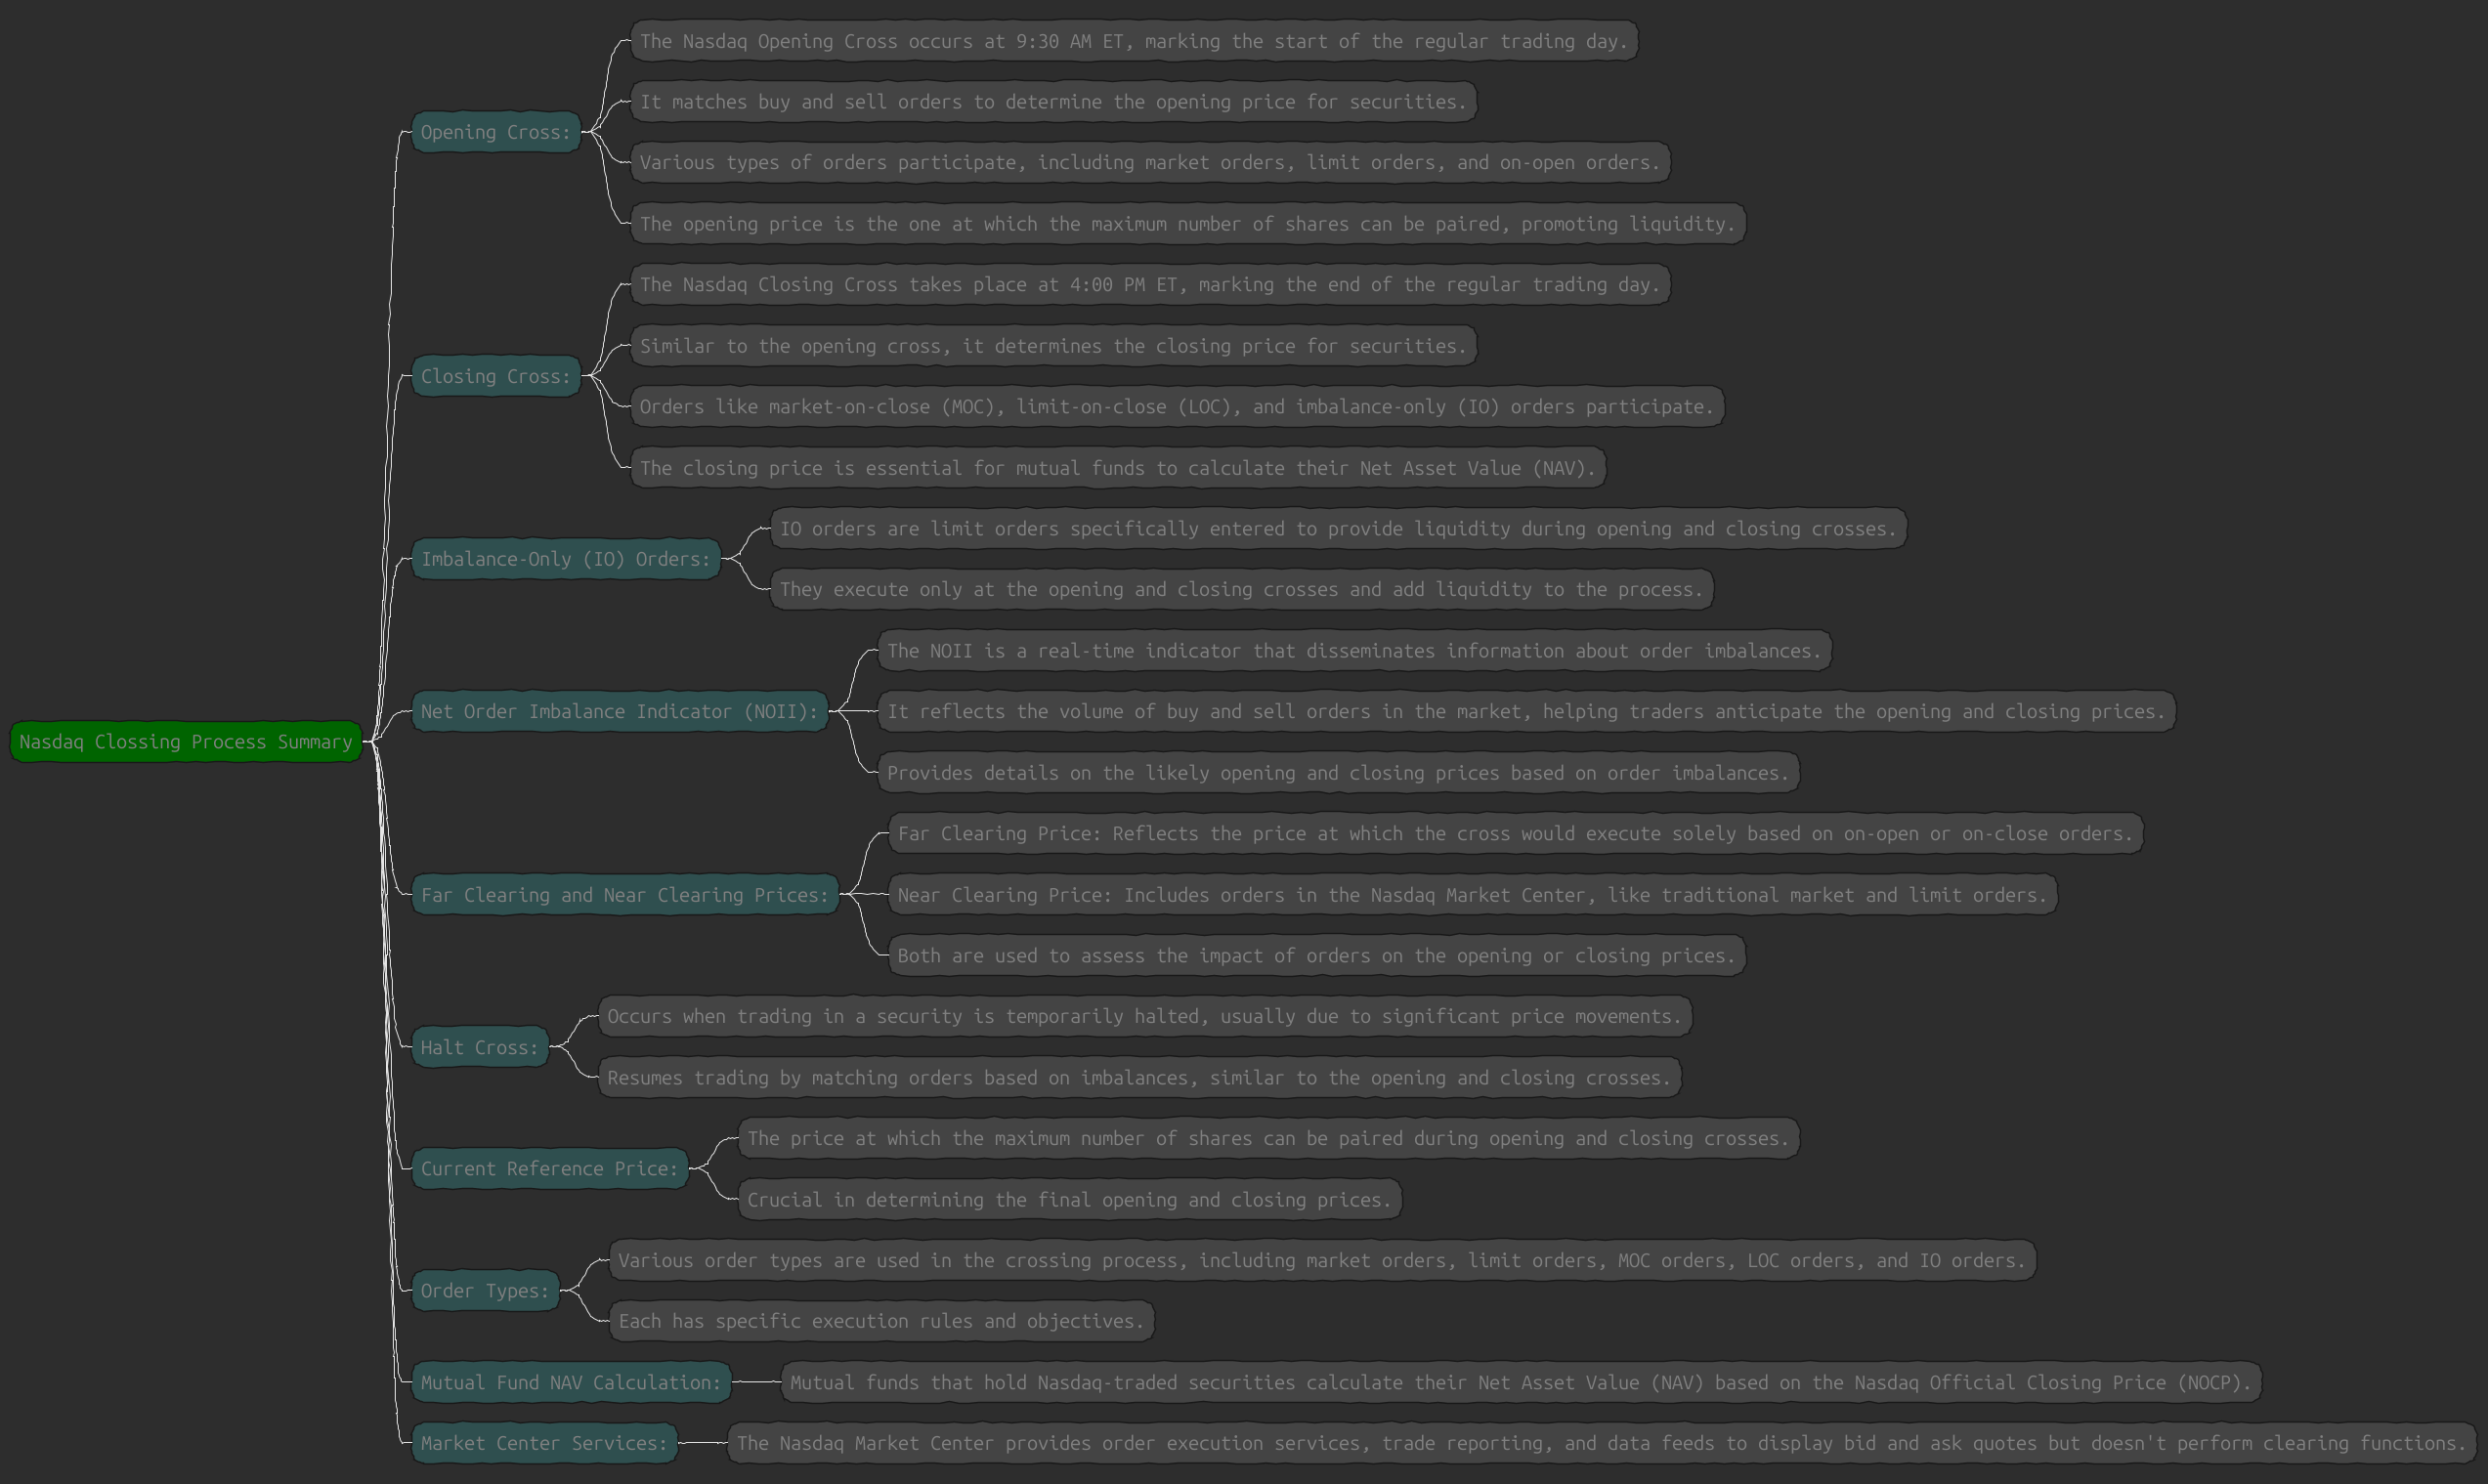 Nasdaq Clossing Process Summary
Opening Cross:
The Nasdaq Opening Cross occurs at 9:30 AM ET, marking the start of the regular trading day.
It matches buy and sell orders to determine the opening price for securities.
Various types of orders participate, including market orders, limit orders, and on-open orders.
The opening price is the one at which the maximum number of shares can be paired, promoting liquidity.
Closing Cross:
The Nasdaq Closing Cross takes place at 4:00 PM ET, marking the end of the regular trading day.
Similar to the opening cross, it determines the closing price for securities.
Orders like market-on-close (MOC), limit-on-close (LOC), and imbalance-only (IO) orders participate.
The closing price is essential for mutual funds to calculate their Net Asset Value (NAV).
Imbalance-Only (IO) Orders:
IO orders are limit orders specifically entered to provide liquidity during opening and closing crosses.
They execute only at the opening and closing crosses and add liquidity to the process.
Net Order Imbalance Indicator (NOII):
The NOII is a real-time indicator that disseminates information about order imbalances.
It reflects the volume of buy and sell orders in the market, helping traders anticipate the opening and closing prices.
Provides details on the likely opening and closing prices based on order imbalances.
Far Clearing and Near Clearing Prices:
Far Clearing Price: Reflects the price at which the cross would execute solely based on on-open or on-close orders.
Near Clearing Price: Includes orders in the Nasdaq Market Center, like traditional market and limit orders.
Both are used to assess the impact of orders on the opening or closing prices.
Halt Cross:
Occurs when trading in a security is temporarily halted, usually due to significant price movements.
Resumes trading by matching orders based on imbalances, similar to the opening and closing crosses.
Current Reference Price:
The price at which the maximum number of shares can be paired during opening and closing crosses.
Crucial in determining the final opening and closing prices.
Order Types:
Various order types are used in the crossing process, including market orders, limit orders, MOC orders, LOC orders, and IO orders.
Each has specific execution rules and objectives.
Mutual Fund NAV Calculation:
Mutual funds that hold Nasdaq-traded securities calculate their Net Asset Value (NAV) based on the Nasdaq Official Closing Price (NOCP).
Market Center Services:
The Nasdaq Market Center provides order execution services, trade reporting, and data feeds to display bid and ask quotes but doesn't perform clearing functions.